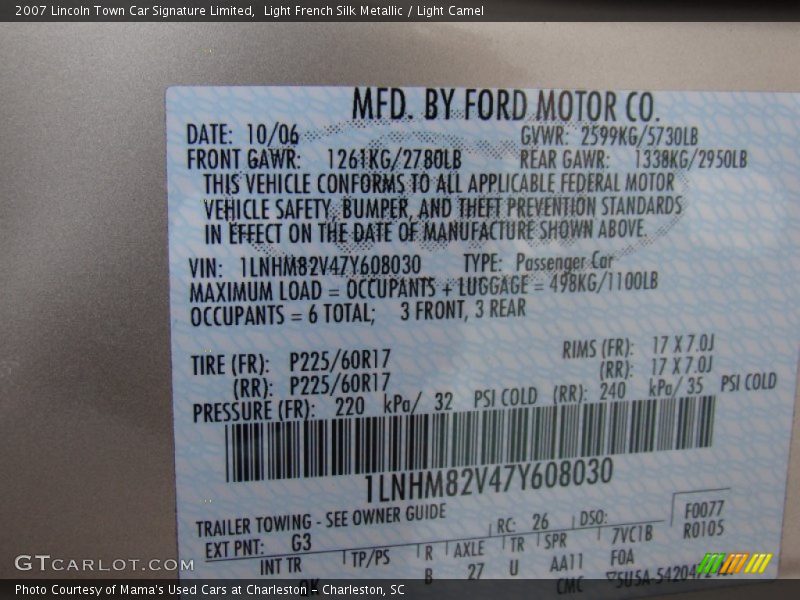 2007 Lincoln Town Car Signature Limited, Light French Silk Metallic / Light Camel
MFD. BY FORD MOTOR CO.
DATE: 10/06 GVWR: 2599KG/5730LB
FRONT GAWR: 1261KG/2780LB REAR GAWR: 1338KG/2950LB
THIS VEHICLE CONFORMS TO ALL APPLICABLE FEDERAL MOTOR
VEHICLE SAFETY, BUMPER, AND THEFT PREVENTION STANDARDS
IN EFFECT ON THE DATE OF MANUFACTURE SHOWN ABOVE.
VIN: 1LNHM82V47Y608030 TYPE: Passenger Car
MAXIMUM LOAD = OCCUPANTS + LUGGAGE = 498KG/1100LB
OCCUPANTS = 6 TOTAL; 3 FRONT, 3 REAR
TIRE (FR): P225/60R17 RIMS (FR): 17 X 7.0J
(RR): P225/60R17 (RR): 17 X 7.0J
PRESSURE (FR): 220 kPa/ 32 PSI COLD (RR): 240 kPa/ 35 PSI COLD
1LNHM82V47Y608030
TRAILER TOWING - SEE OWNER GUIDE RC: 26 DSO: F0077
EXT PNT: G3 7VC1B R0105
INT TR TP/PS R AXLE TR SPR F0A
B 27 U AA11
CMC
GTcarlot.com
Photo Courtesy of Mama's Used Cars at Charleston – Charleston, SC